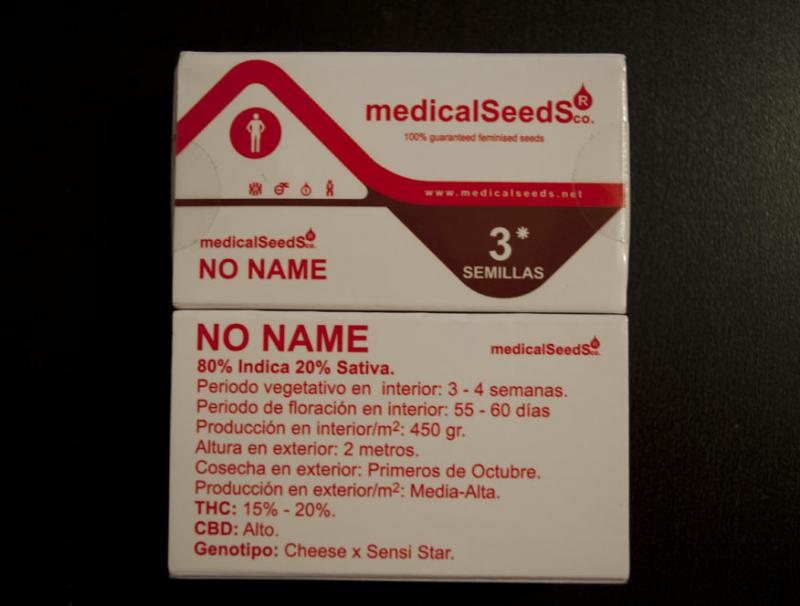 medicalSeedS co.
R
100% guaranteed feminised seeds
www.medicalseeds.net
medicalSeedS co.
R
NO NAME
3*
SEMILLAS
NO NAME
medicalSeedS co.
R
80% Indica 20% Sativa.
Periodo vegetativo en interior: 3 - 4 semanas.
Periodo de floración en interior: 55 - 60 días
Producción en interior/m²: 450 gr.
Altura en exterior: 2 metros.
Cosecha en exterior: Primeros de Octubre.
Producción en exterior/m²: Media-Alta.
THC: 15% - 20%.
CBD: Alto.
Genotipo: Cheese x Sensi Star.